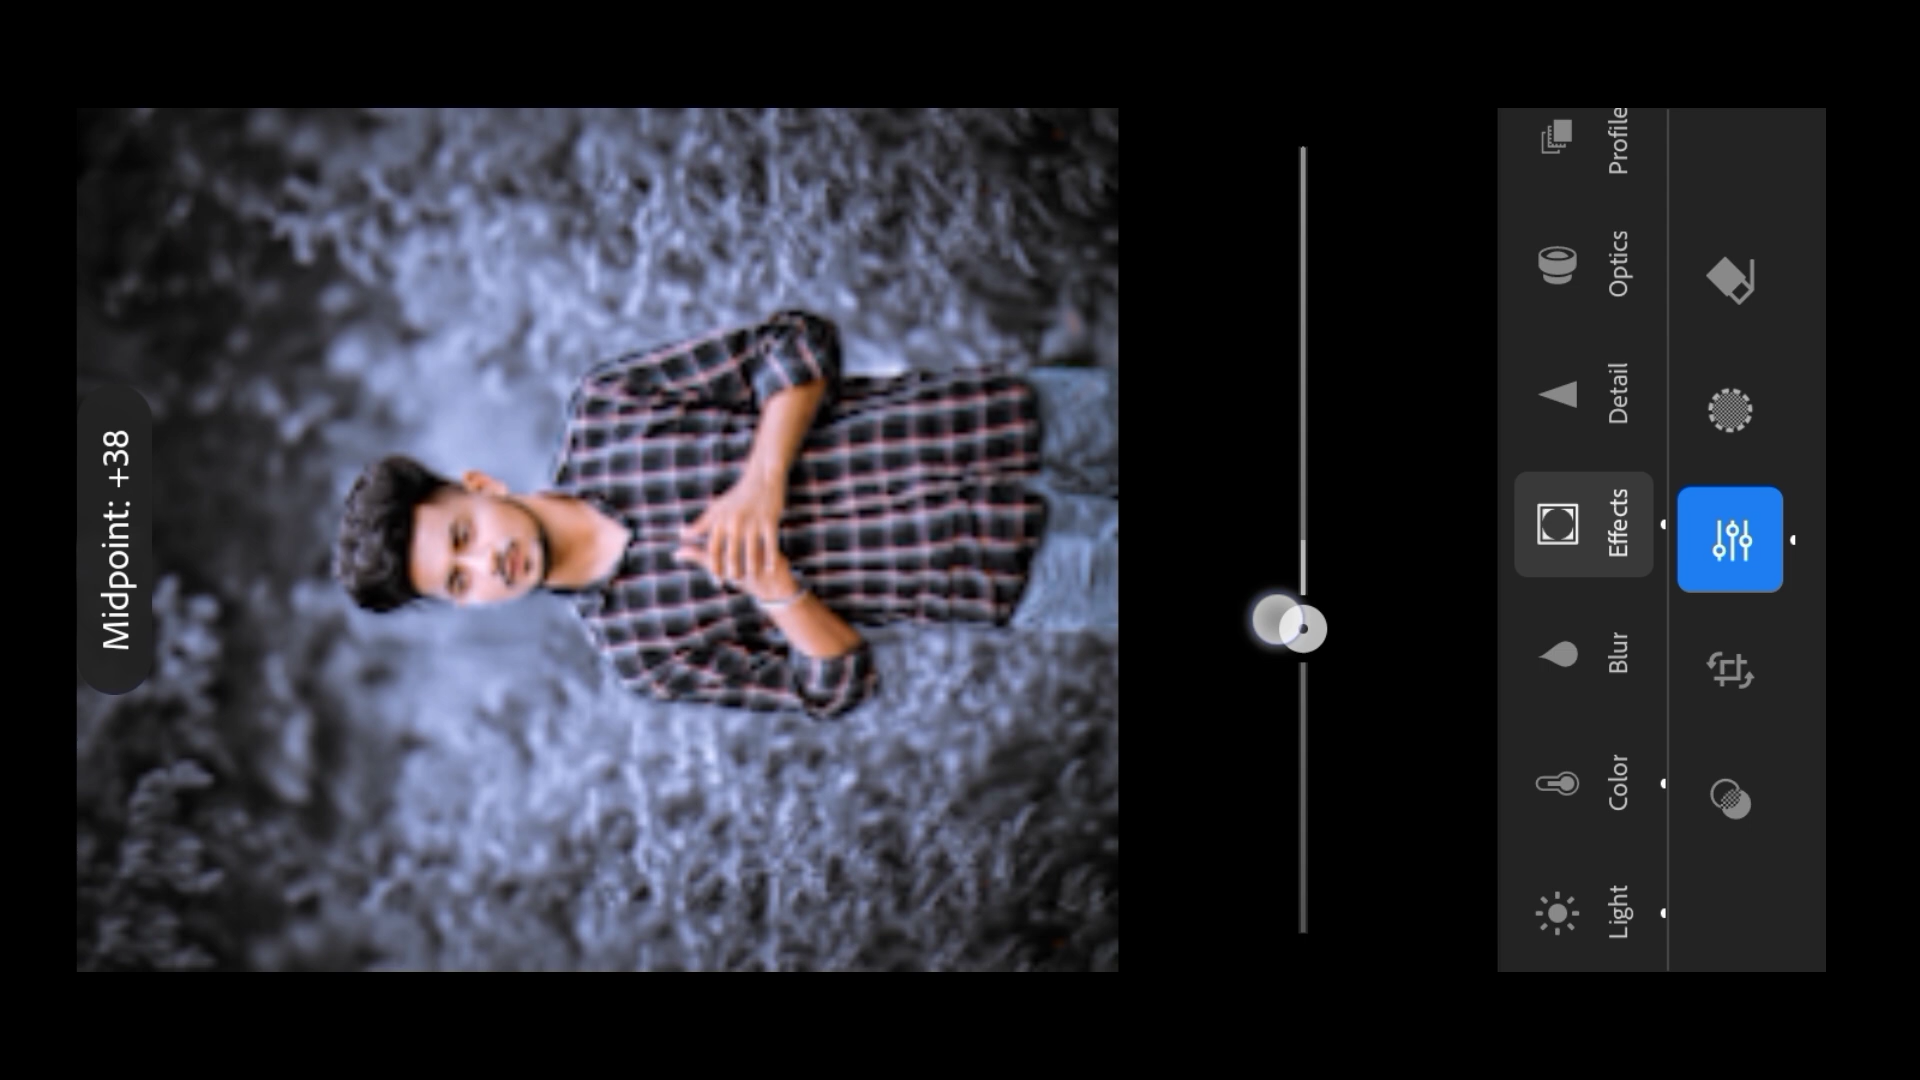 Midpoint: +38
Light
Color
Blur
Effects
Detail
Optics
Profile